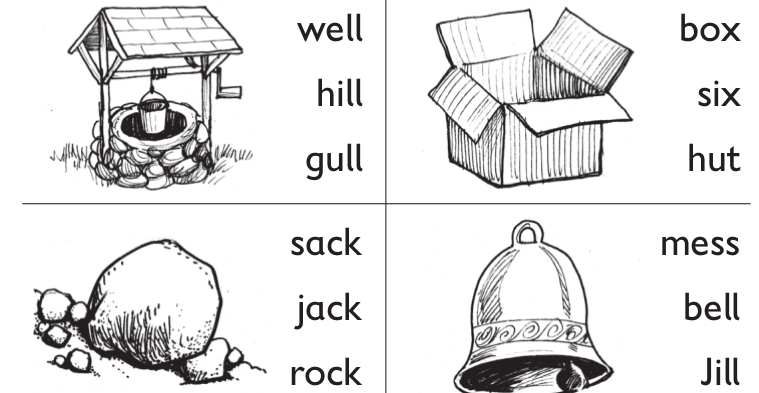 well
hill
gull
box
six
hut
sack
jack
rock
mess
bell
Jill